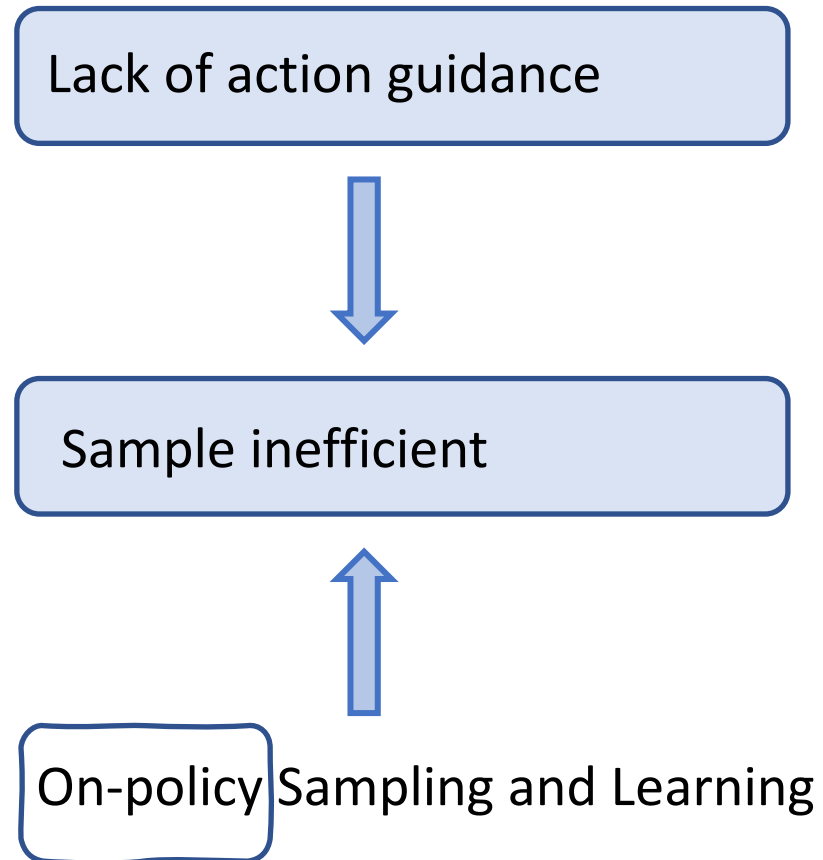 Lack of action guidance
Sample inefficient
On-policy Sampling and Learning